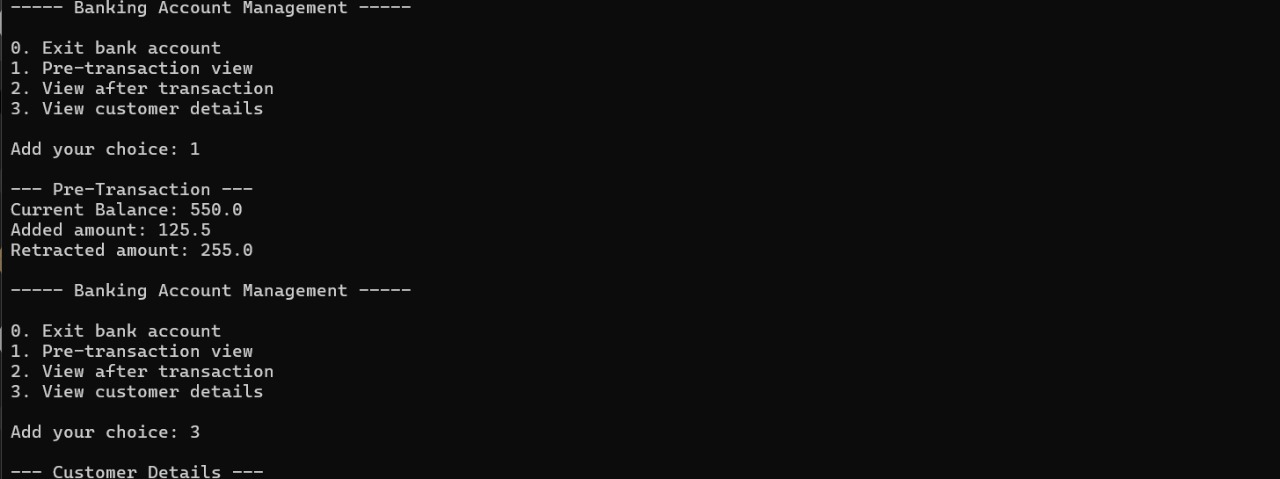 ----- Banking Account Management -----
0. Exit bank account
1. Pre-transaction view
2. View after transaction
3. View customer details
Add your choice: 1
--- Pre-Transaction ---
Current Balance: 550.0
Added amount: 125.5
Retracted amount: 255.0
----- Banking Account Management -----
0. Exit bank account
1. Pre-transaction view
2. View after transaction
3. View customer details
Add your choice: 3
--- Customer Details ---